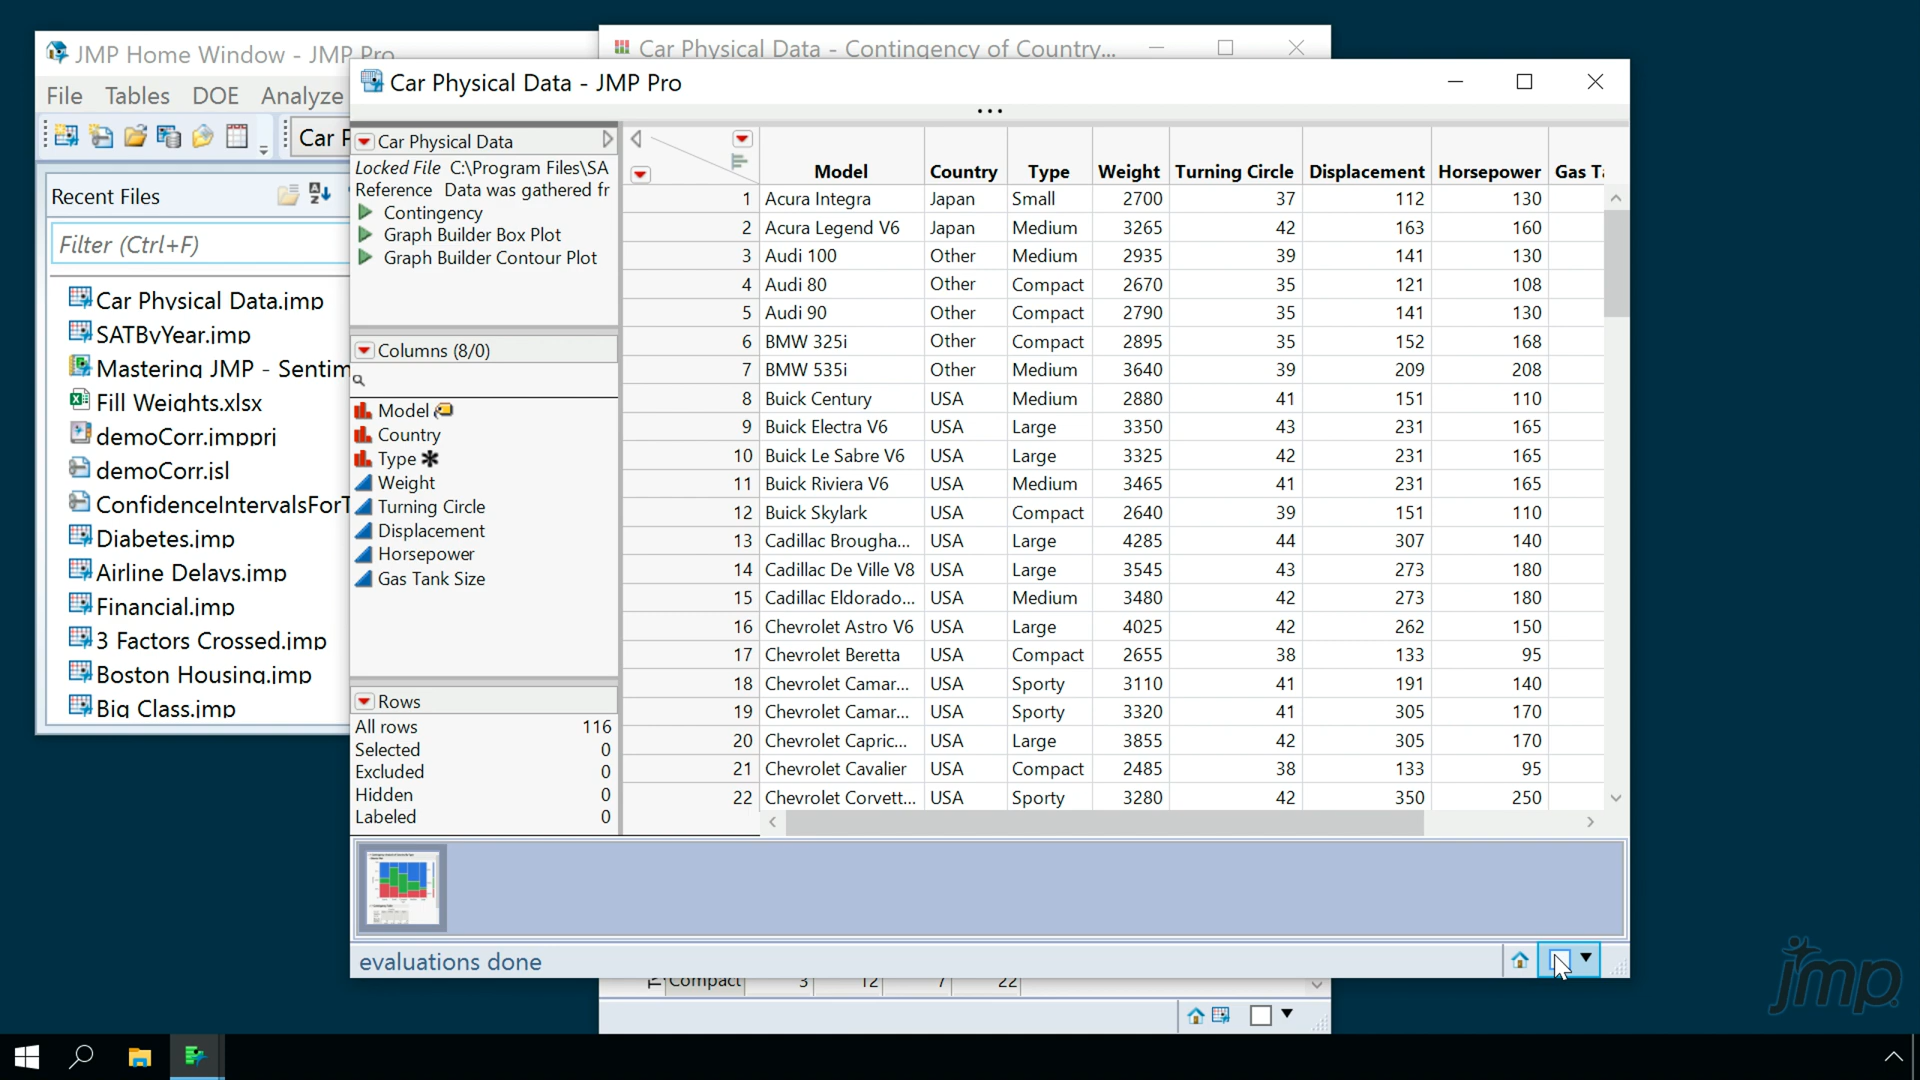 JMP Home Window - JMP Pro
Car Physical Data - Contingency of Country...
Car Physical Data - JMP Pro
File Tables DOE Analyze
Car P
Recent Files
Filter (Ctrl+F)
Car Physical Data.jmp
SATByYear.jmp
Mastering JMP - Sentim
Fill Weights.xlsx
demoCorr.jmpprj
demoCorr.jsl
ConfidenceIntervalsForT
Diabetes.jmp
Airline Delays.jmp
Financial.jmp
3 Factors Crossed.jmp
Boston Housing.jmp
Big Class.jmp
Car Physical Data
Locked File C:\Program Files\SA
Reference Data was gathered fr
Contingency
Graph Builder Box Plot
Graph Builder Contour Plot
Columns (8/0)
Model
Country
Type
Weight
Turning Circle
Displacement
Horsepower
Gas Tank Size
Rows
All rows 116
Selected 0
Excluded 0
Hidden 0
Labeled 0
Model Country Type Weight Turning Circle Displacement Horsepower Gas Ta
1 Acura Integra Japan Small 2700 37 112 130
2 Acura Legend V6 Japan Medium 3265 42 163 160
3 Audi 100 Other Medium 2935 39 141 130
4 Audi 80 Other Compact 2670 35 121 108
5 Audi 90 Other Compact 2790 35 141 130
6 BMW 325i Other Compact 2895 35 152 168
7 BMW 535i Other Medium 3640 39 209 208
8 Buick Century USA Medium 2880 41 151 110
9 Buick Electra V6 USA Large 3350 43 231 165
10 Buick Le Sabre V6 USA Large 3325 42 231 165
11 Buick Riviera V6 USA Medium 3465 41 231 165
12 Buick Skylark USA Compact 2640 39 151 110
13 Cadillac Brougha... USA Large 4285 44 307 140
14 Cadillac De Ville V8 USA Large 3545 43 273 180
15 Cadillac Eldorado... USA Medium 3480 42 273 180
16 Chevrolet Astro V6 USA Large 4025 42 262 150
17 Chevrolet Beretta USA Compact 2655 38 133 95
18 Chevrolet Camar... USA Sporty 3110 41 191 140
19 Chevrolet Camar... USA Sporty 3320 41 305 170
20 Chevrolet Capric... USA Large 3855 42 305 170
21 Chevrolet Cavalier USA Compact 2485 38 133 95
22 Chevrolet Corvett... USA Sporty 3280 42 350 250
evaluations done
Compact 3 12 7 22
jmp